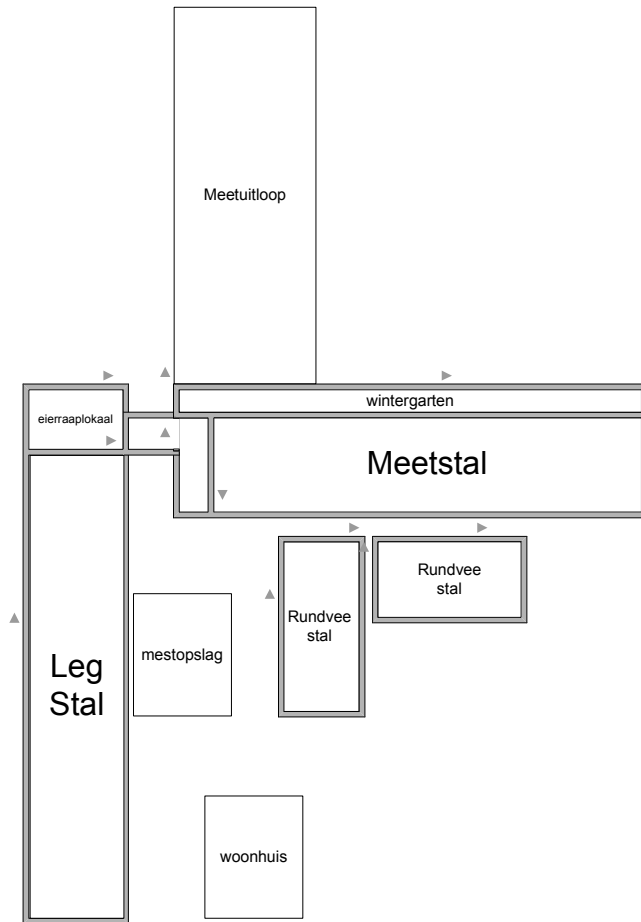 Meetuitloop
wintergarten
eierraaplokaal
Meetstal
Rundvee
stal
Rundvee
stal
Leg
Stal
mestopslag
woonhuis